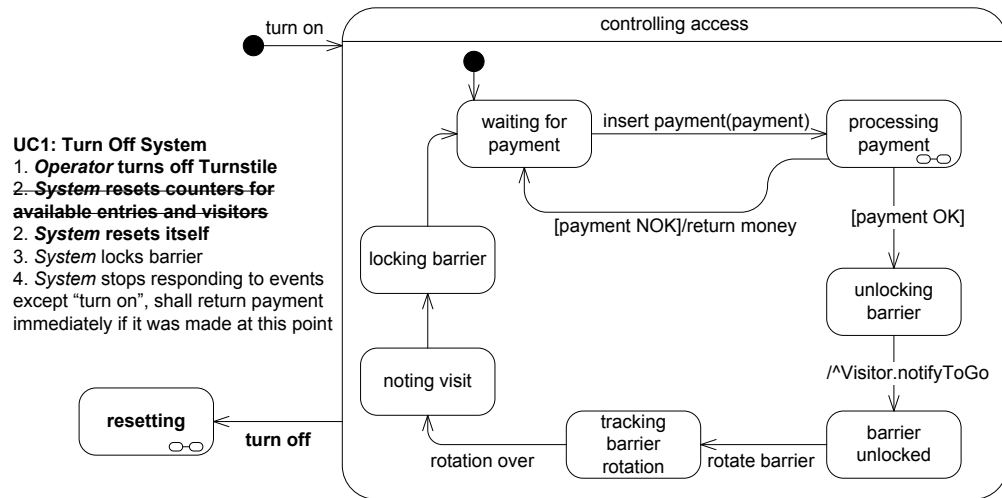 turn on
controlling access
waiting for
payment
insert payment(payment)
processing
payment
UC1: Turn Off System
1. Operator turns off Turnstile
2. System resets counters for
available entries and visitors
2. System resets itself
3. System locks barrier
4. System stops responding to events
except “turn on”, shall return payment
immediately if it was made at this point
[payment NOK]/return money
[payment OK]
locking barrier
unlocking
barrier
/^Visitor.notifyToGo
noting visit
resetting
turn off
rotation over
tracking
barrier
rotation
rotate barrier
barrier
unlocked